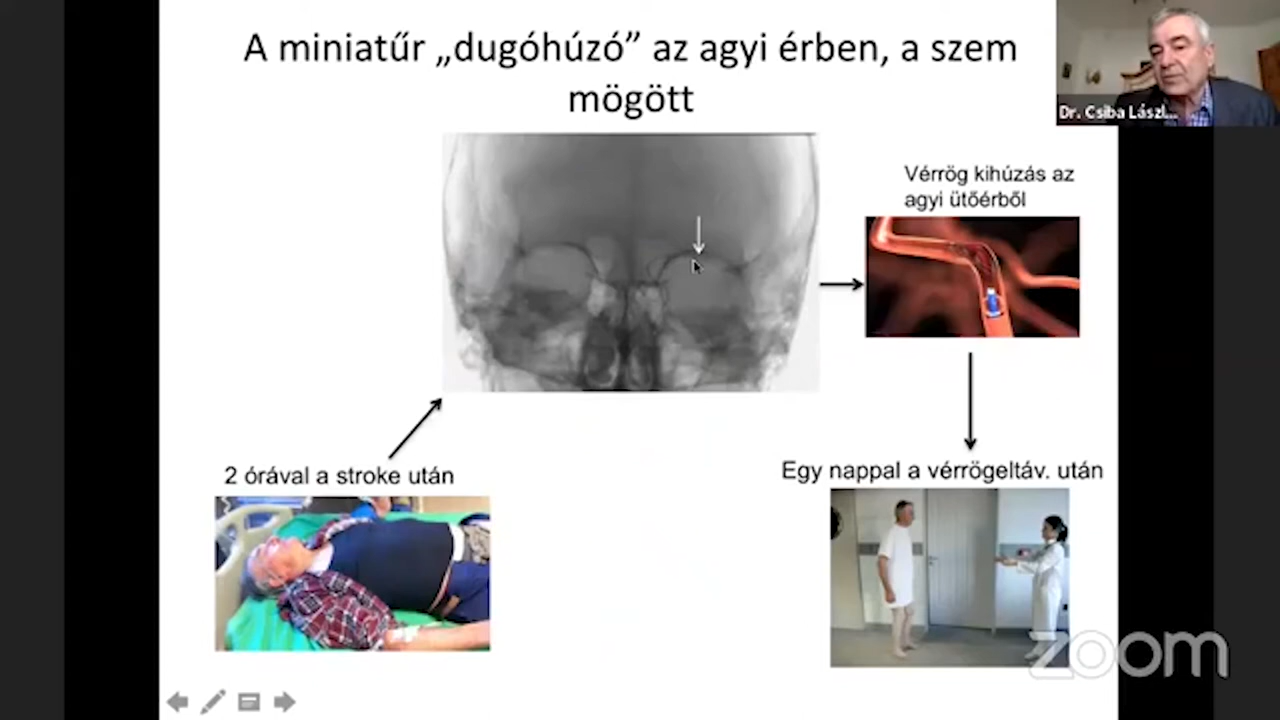 A miniatűr „dugóhúzó” az agyi érben, a szem
mögött
Dr. Csiba Lászl...
Vérrög kihúzás az
agyi ütőérből
2 órával a stroke után
Egy nappal a vérrögeltáv. után
zoom